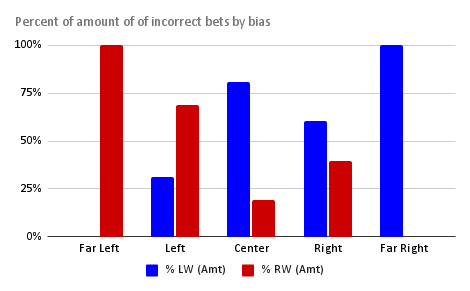 Percent of amount of of incorrect bets by bias
100%
75%
50%
25%
0%
Far Left Left Center Right Far Right
% LW (Amt) % RW (Amt)